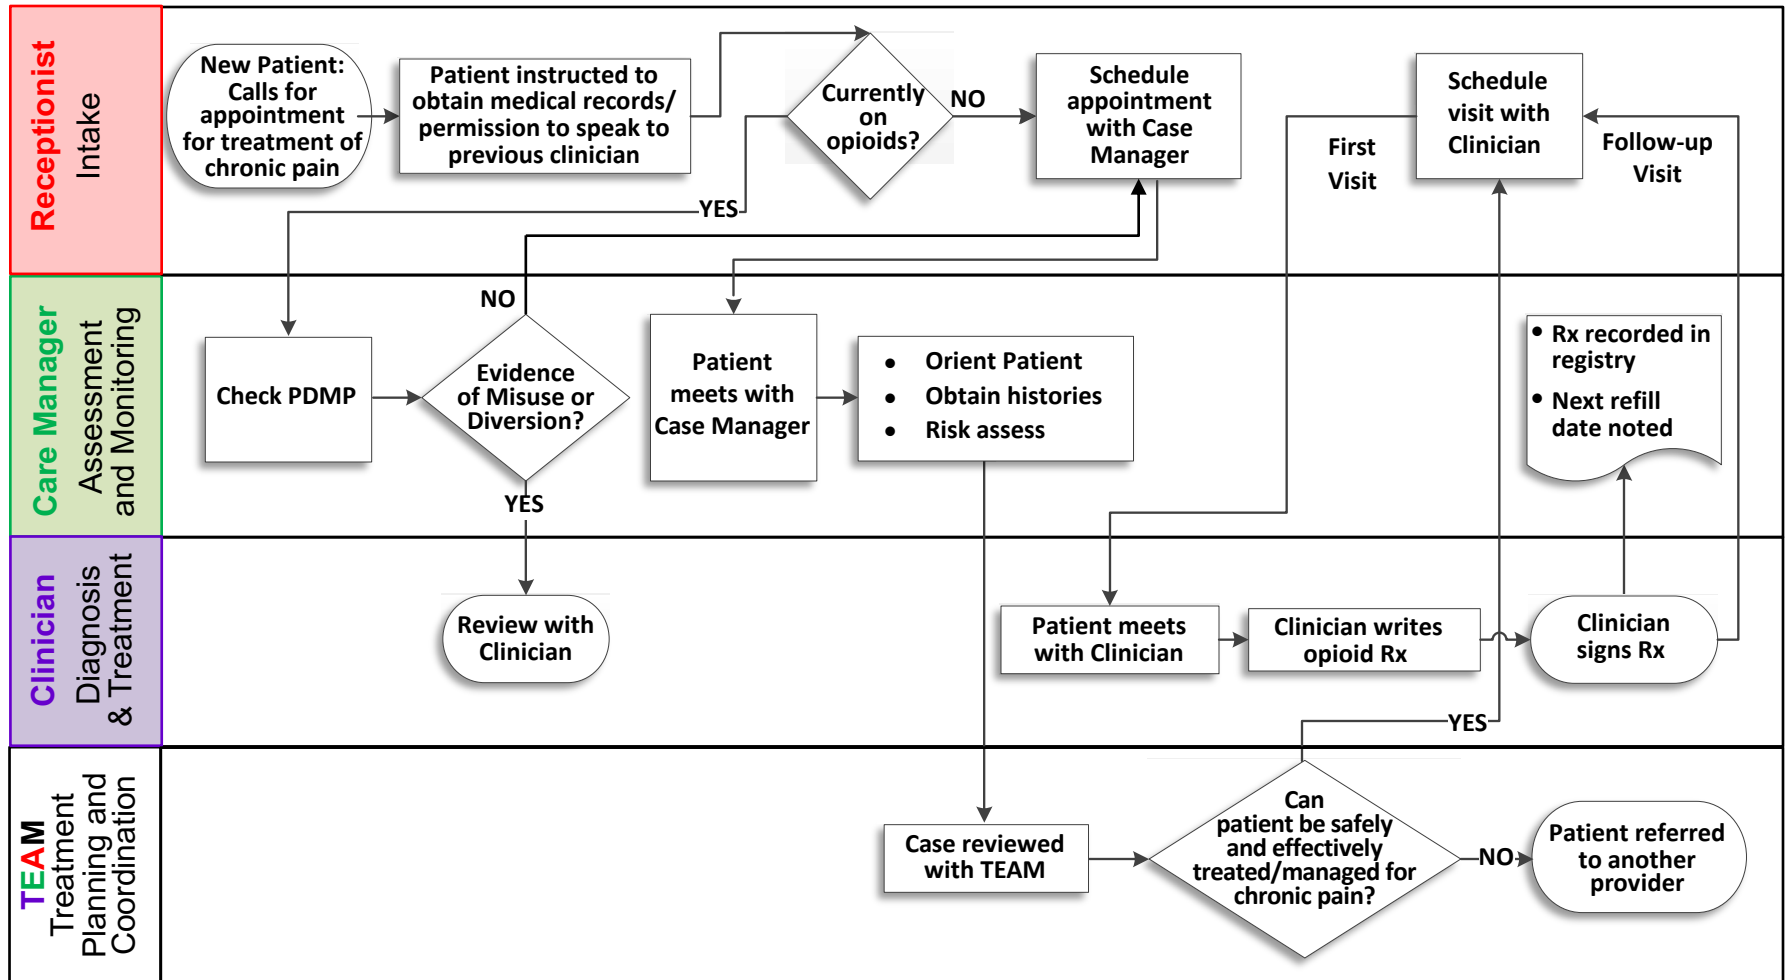 Receptionist
Intake
New Patient:
Calls for
appointment
for treatment of
chronic pain
Patient instructed to
obtain medical records/
permission to speak to
previous clinician
Currently
on
opioids?
NO
YES
Schedule
appointment
with Case
Manager
First
Visit
Schedule
visit with
Clinician
Follow-up
Visit
Care Manager
Assessment
and Monitoring
Check PDMP
NO
Evidence
of Misuse or
Diversion?
YES
Patient
meets with
Case Manager
• Orient Patient
• Obtain histories
• Risk assess
• Rx recorded in
registry
• Next refill
date noted
Clinician
Diagnosis
& Treatment
Review with
Clinician
Patient meets
with Clinician
Clinician writes
opioid Rx
Clinician
signs Rx
YES
TEAM
Treatment
Planning and
Coordination
Case reviewed
with TEAM
Can
patient be safely
and effectively
treated/managed for
chronic pain?
NO
Patient referred
to another
provider